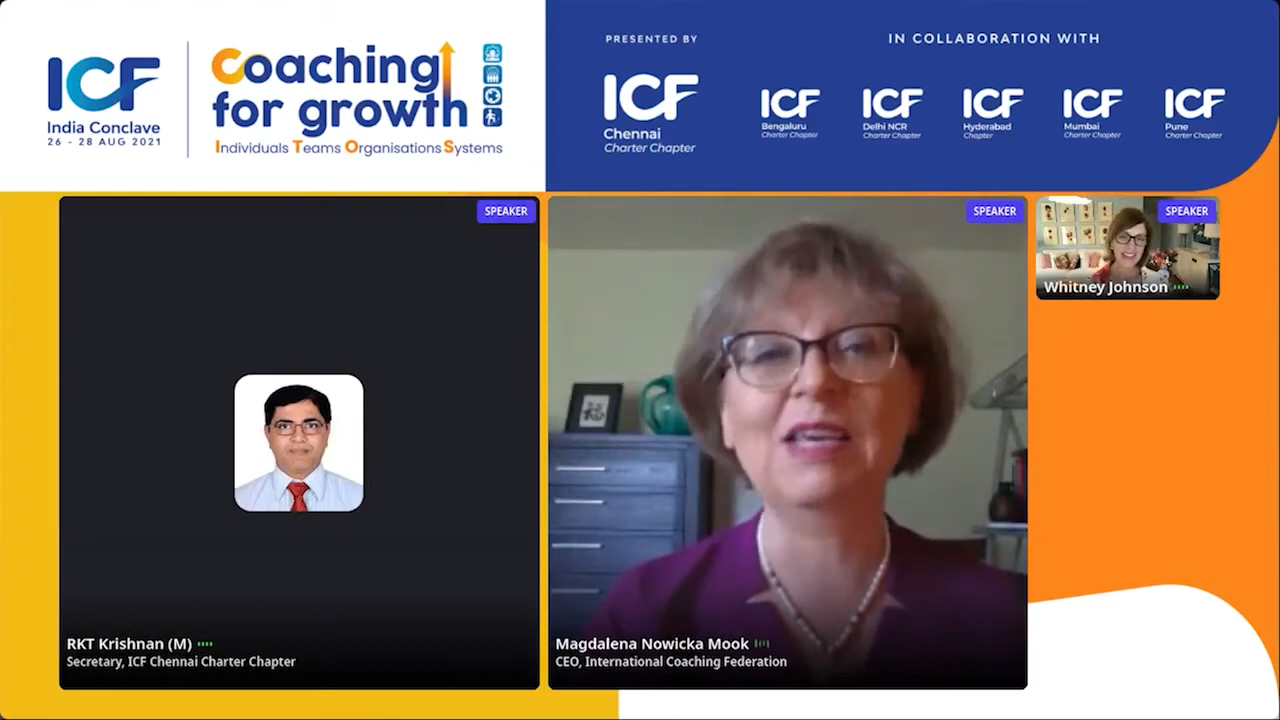 ICF
India Conclave
26 - 28 AUG 2021
Coaching
for growth
Individuals Teams Organisations Systems
PRESENTED BY
ICF
Chennai
Charter Chapter
IN COLLABORATION WITH
ICF
Bengaluru
Charter Chapter
ICF
Delhi NCR
Charter Chapter
ICF
Hyderabad
Chapter
ICF
Mumbai
Charter Chapter
ICF
Pune
Charter Chapter
SPEAKER
RKT Krishnan (M)
Secretary, ICF Chennai Charter Chapter
SPEAKER
Magdalena Nowicka Mook
CEO, International Coaching Federation
SPEAKER
Whitney Johnson